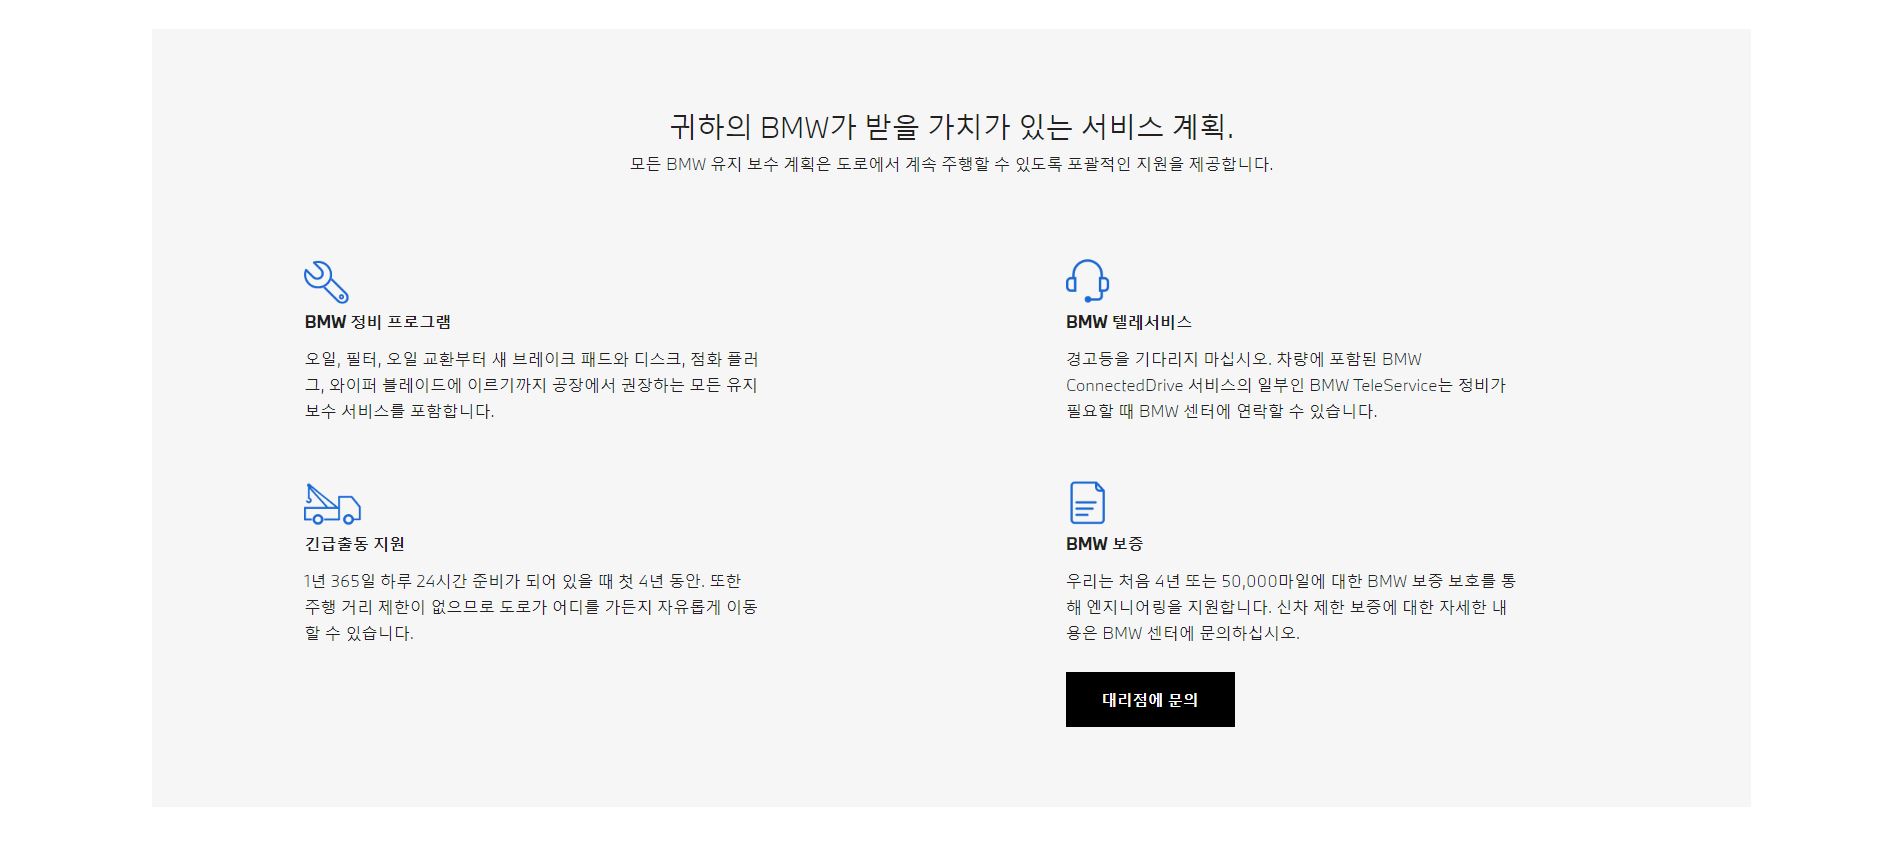 귀하의 BMW가 받을 가치가 있는 서비스 계획.
모든 BMW 유지 보수 계획은 도로에서 계속 주행할 수 있도록 포괄적인 지원을 제공합니다.
BMW 정비 프로그램
오일, 필터, 오일 교환부터 새 브레이크 패드와 디스크, 점화 플러
그, 와이퍼 블레이드에 이르기까지 공장에서 권장하는 모든 유지
보수 서비스를 포함합니다.
BMW 텔레서비스
경고등을 기다리지 마십시오. 차량에 포함된 BMW
ConnectedDrive 서비스의 일부인 BMW TeleService는 정비가
필요할 때 BMW 센터에 연락할 수 있습니다.
긴급출동 지원
1년 365일 하루 24시간 준비가 되어 있을 때 첫 4년 동안. 또한
주행 거리 제한이 없으므로 도로가 어디를 가든지 자유롭게 이동
할 수 있습니다.
BMW 보증
우리는 처음 4년 또는 50,000마일에 대한 BMW 보증 보호를 통
해 엔지니어링을 지원합니다. 신차 제한 보증에 대한 자세한 내
용은 BMW 센터에 문의하십시오.
대리점에 문의